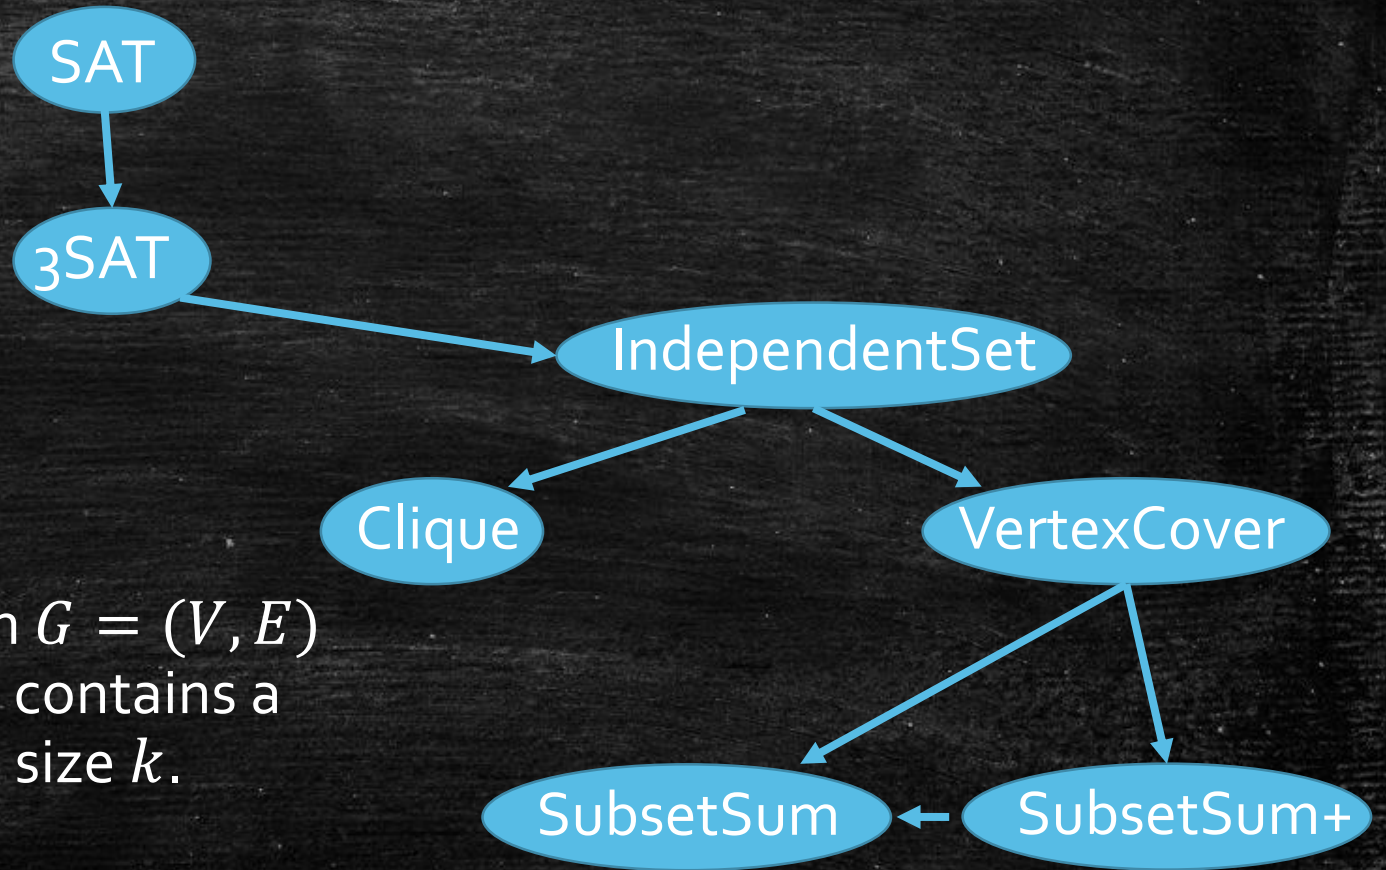 SAT
3SAT
IndependentSet
Clique
VertexCover
n G = (V, E)
contains a
size k.
SubsetSum
SubsetSum+